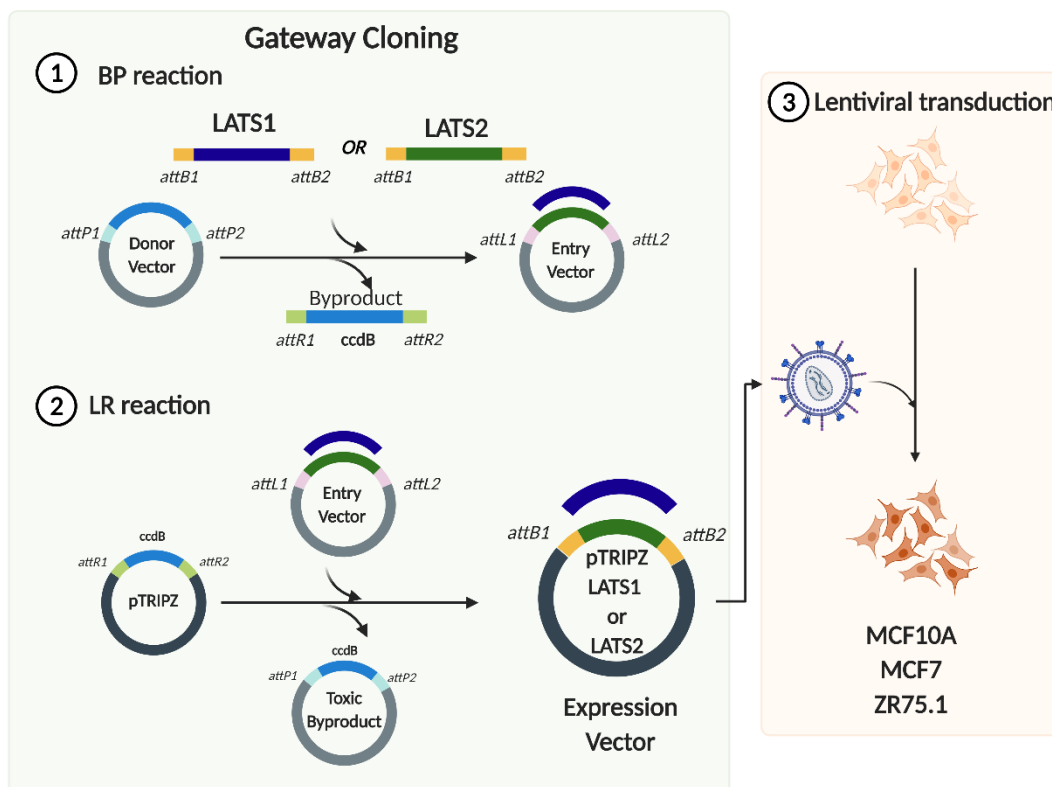 Gateway Cloning
1 BP reaction
LATS1
OR
LATS2
attB1
attB2
attB1
attB2
attP1
Donor
Vector
attP2
attL1
Entry
Vector
attL2
Byproduct
attR1
ccdB
attR2
2 LR reaction
attL1
Entry
Vector
attL2
ccdB
attR1
pTRIPZ
attR2
ccdB
attP1
Toxic
Byproduct
attP2
attB1
attB2
pTRIPZ
LATS1
or
LATS2
Expression
Vector
3 Lentiviral transduction
MCF10A
MCF7
ZR75.1